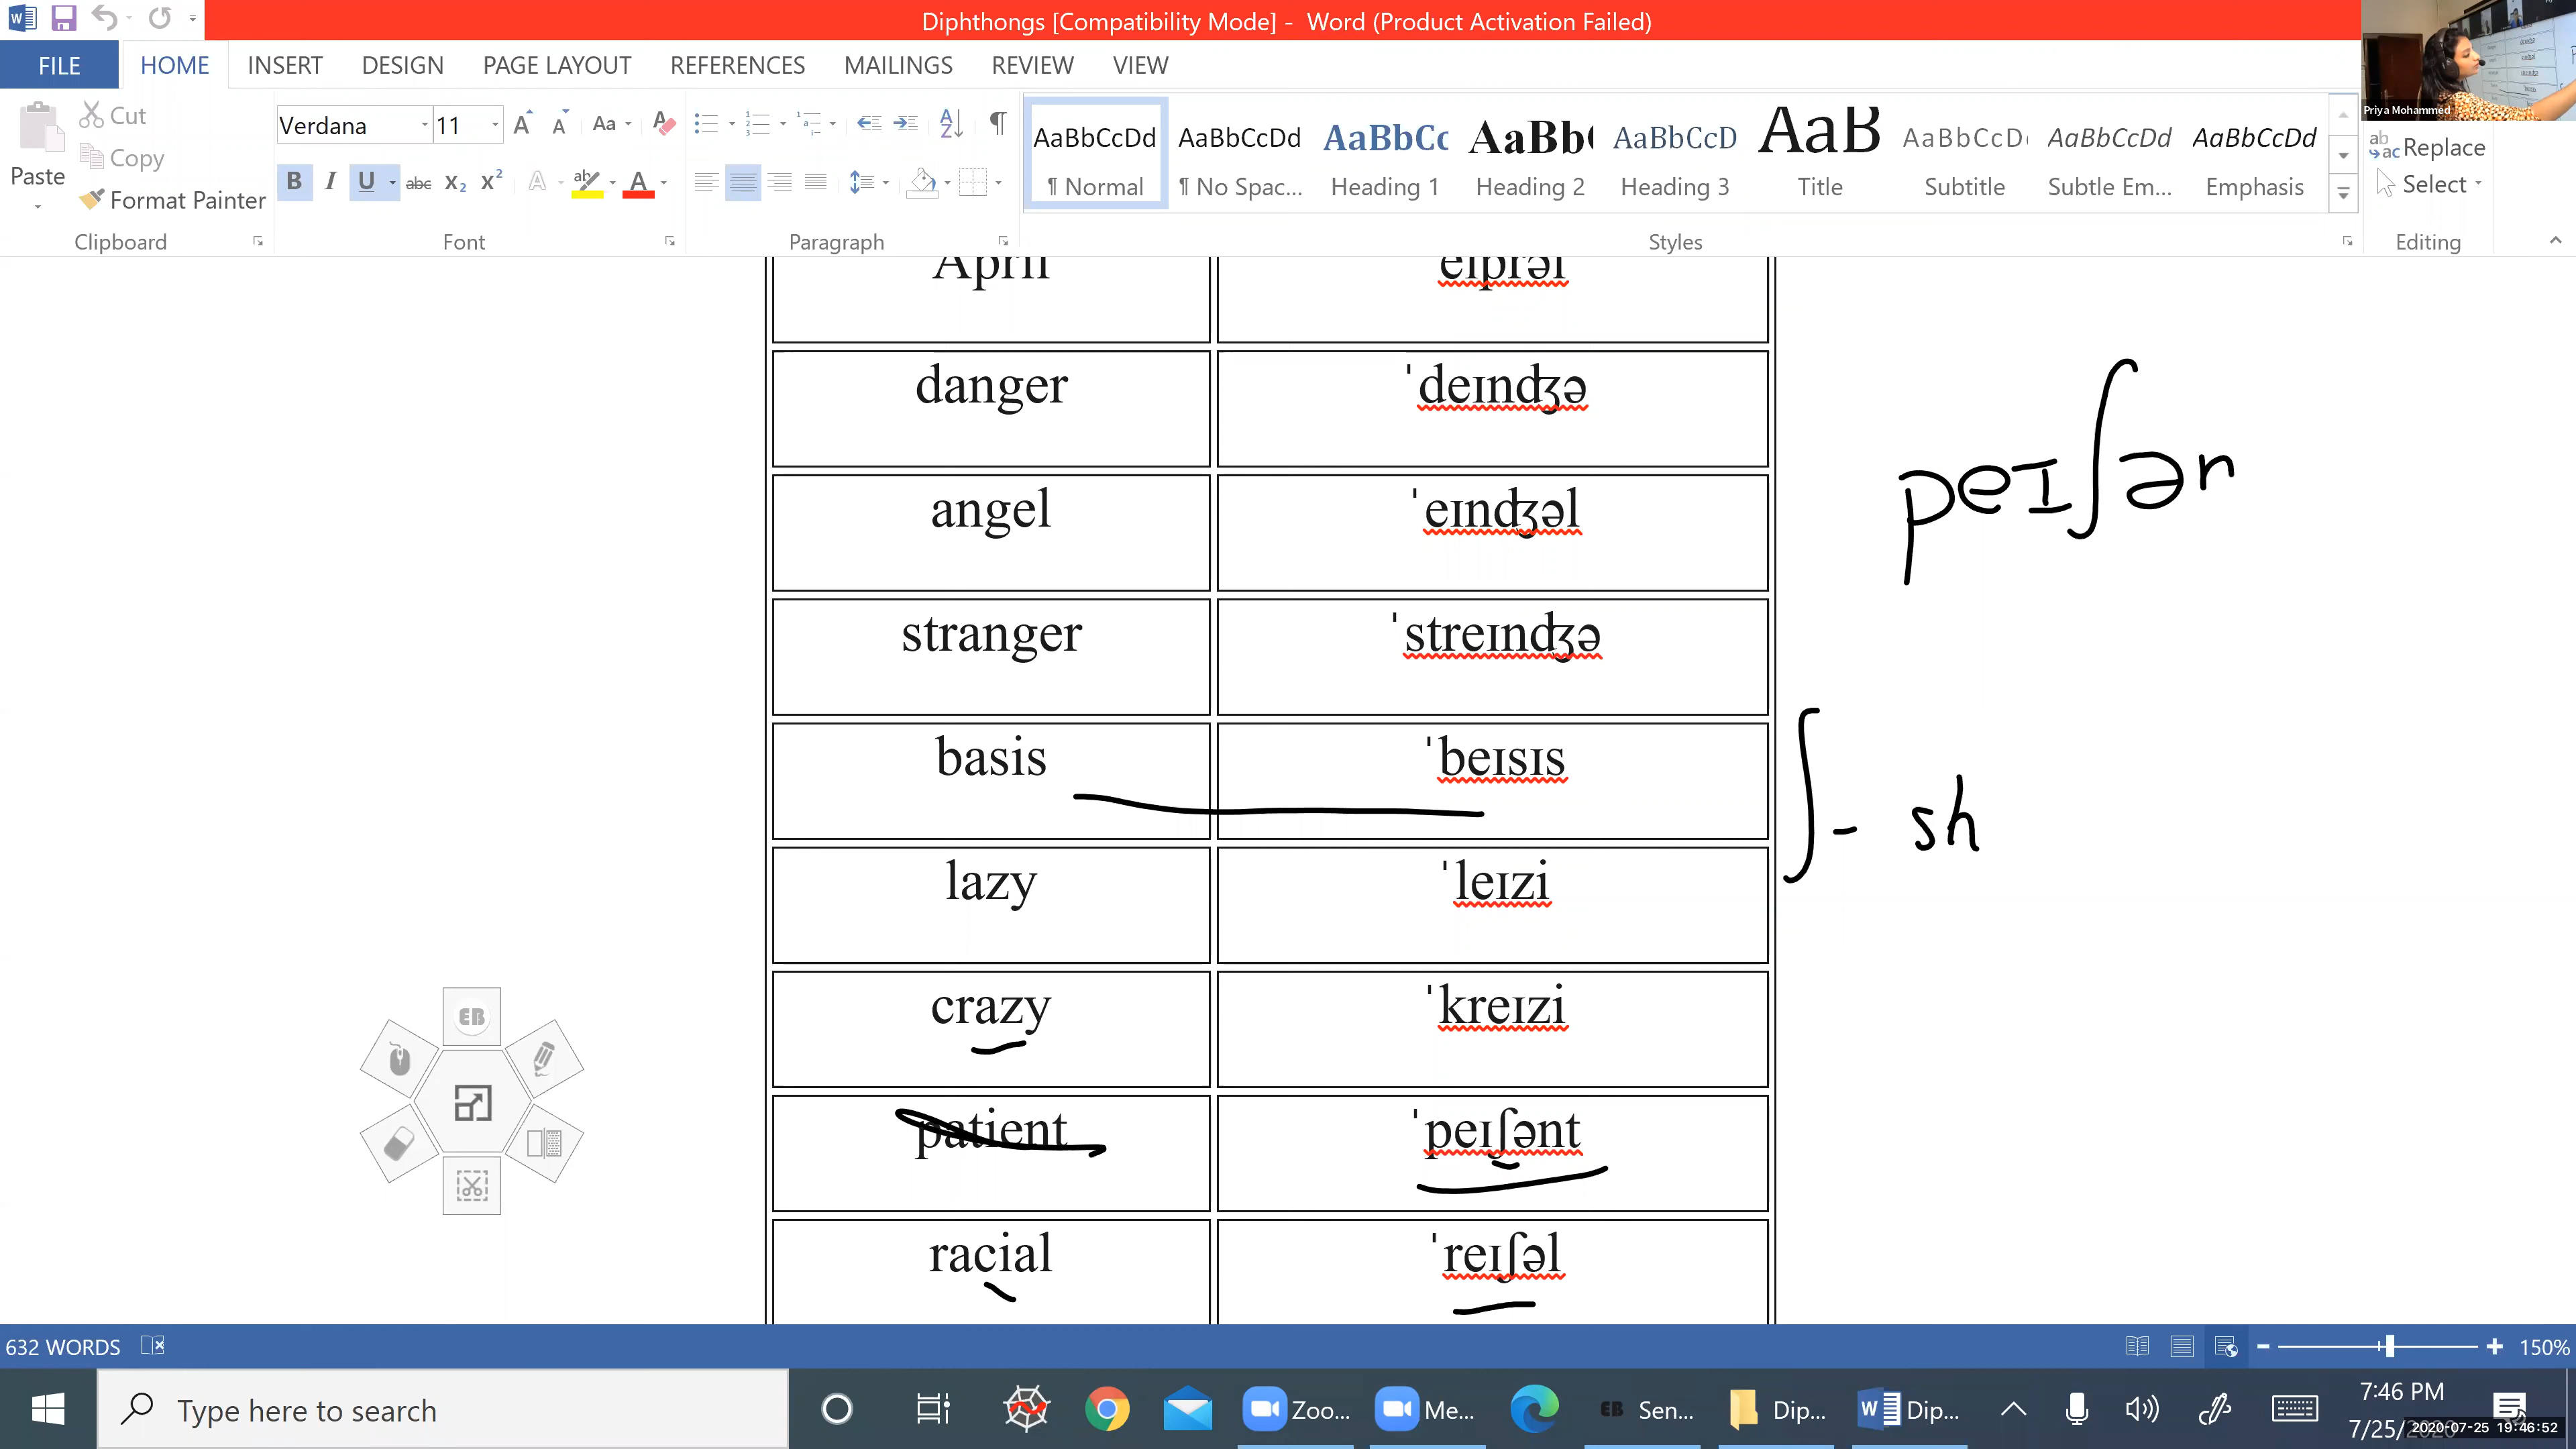 Diphthongs [Compatibility Mode] - Word (Product Activation Failed)
FILE HOME INSERT DESIGN PAGE LAYOUT REFERENCES MAILINGS REVIEW VIEW
Priya Mohammed
Paste
Cut
Copy
Format Painter
Clipboard
Verdana 11
Font
Paragraph
AaBbCcDd AaBbCcDd AaBbCc AaBb( AaBbCcD AaB AaBbCcD AaBbCcDd AaBbCcDd
¶ Normal ¶ No Spac... Heading 1 Heading 2 Heading 3 Title Subtitle Subtle Em... Emphasis
Styles
Replace
Select
Editing
April eɪprəl
danger ˈdeɪnʤə
angel ˈeɪnʤəl
stranger ˈstreɪnʤə
basis ˈbeɪsɪs
lazy ˈleɪzi
crazy ˈkreɪzi
patient ˈpeɪʃənt
racial ˈreɪʃəl
peɪʃən
ʃ - sh
EB
632 WORDS
150%
Type here to search
Zoo... Me... EB Sen... Dip... Dip...
7:46 PM
7/25/
2020-07-25 19:46:52